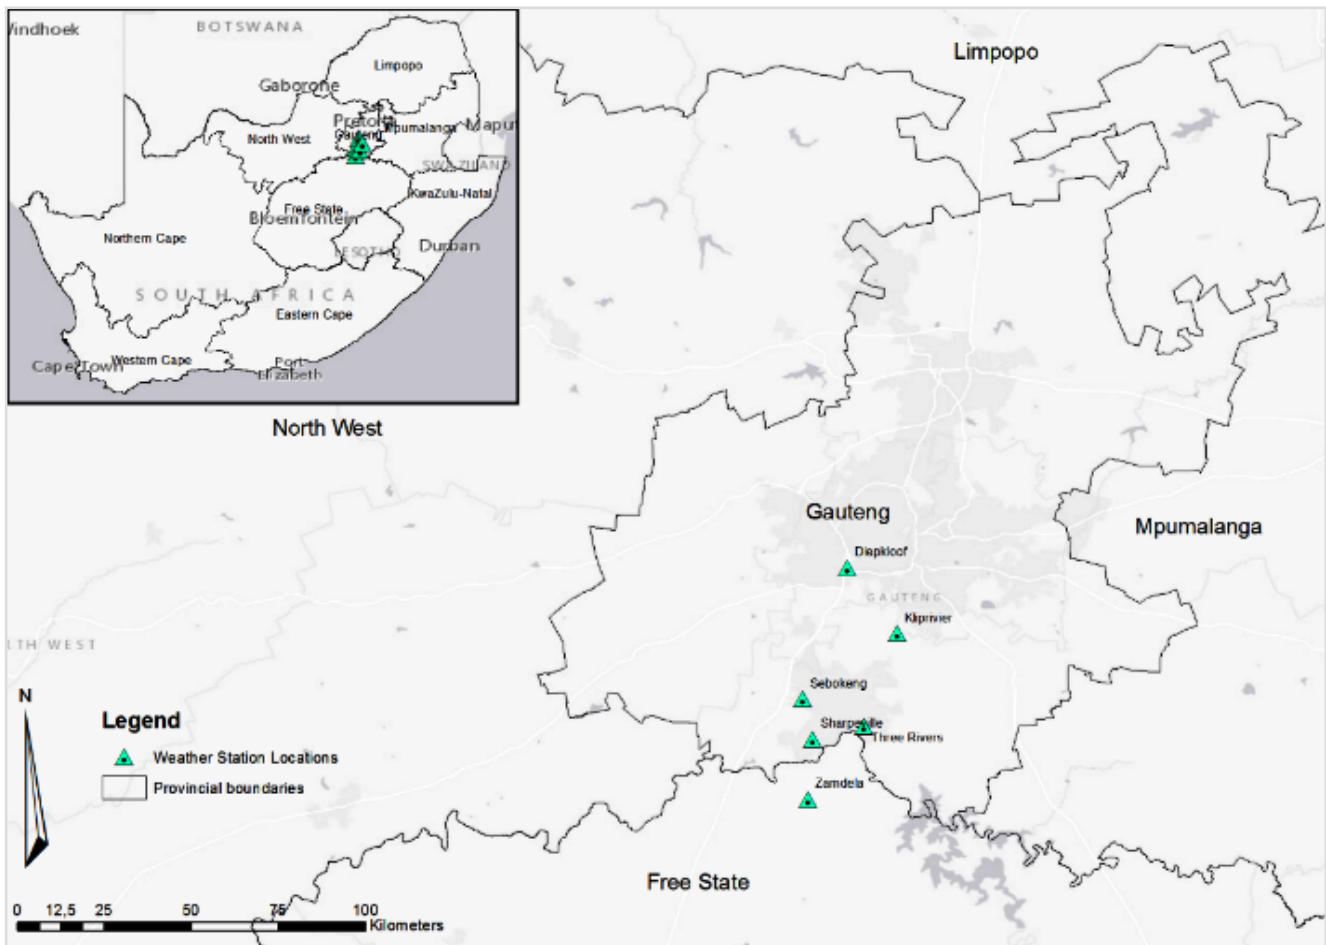 Windhoek
BOTSWANA
Limpopo
Gaborone
Pretoria
North West
Gauteng
Mpumalanga
Maput
SWAZILAND
Free State
KwaZulu-Natal
Bloemfontein
Northern Cape
LESOTHO
Durban
SOUTH AFRICA
Eastern Cape
Cape Town
Western Cape
Port
Elizabeth
Limpopo
North West
Gauteng
Mpumalanga
Diepkloof
GAUTENG
Kliprivier
RTH WEST
Sebokeng
Sharpeville
Three Rivers
Zamdela
Free State
N
Legend
Weather Station Locations
Provincial boundaries
0 12,5 25 50 75 100
Kilometers